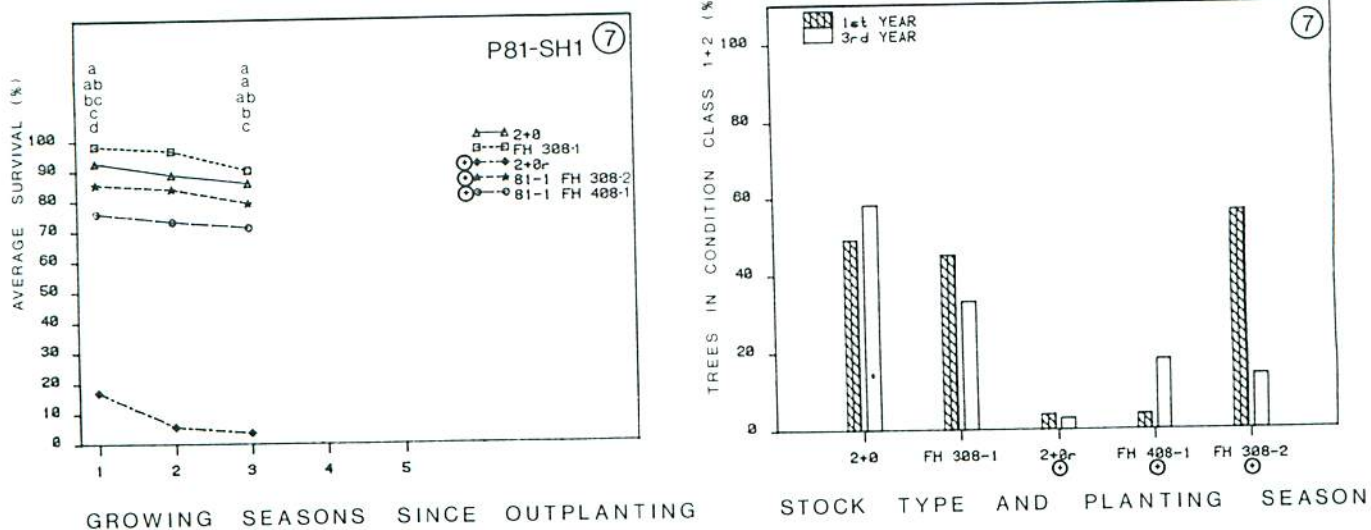 P81-SH1 7
AVERAGE SURVIVAL (%)
a
ab
bc
c
d
a
a
ab
b
c
2+0
FH 308-1
2+0r
81-1 FH 308-2
81-1 FH 408-1
100
90
80
70
60
50
40
30
20
10
0
1 2 3 4 5
GROWING SEASONS SINCE OUTPLANTING
TREES IN CONDITION CLASS 1+2 (%
1st YEAR
3rd YEAR
7
100
80
60
40
20
0
2+0 FH 308-1 2+0r FH 408-1 FH 308-2
STOCK TYPE AND PLANTING SEASON